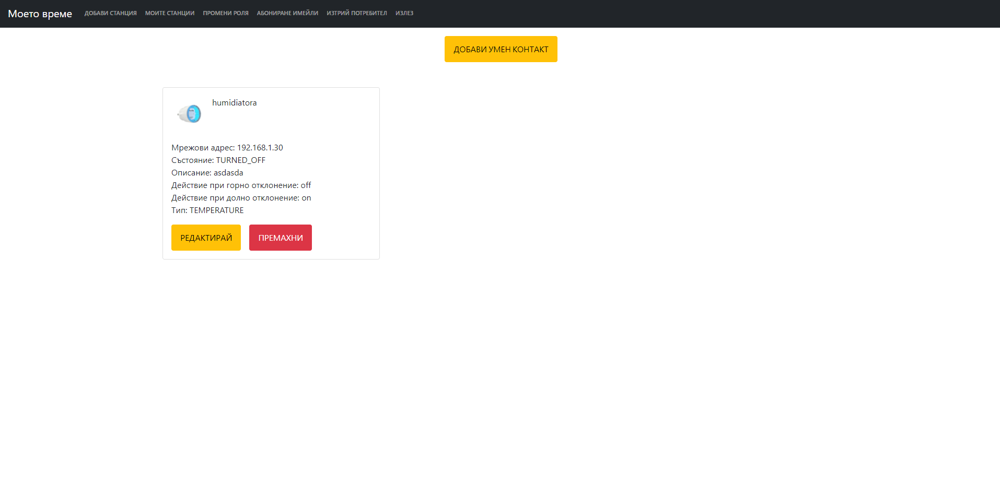 Моето време ДОБАВИ СТАНЦИЯ МОИТЕ СТАНЦИИ ПРОМЕНИ РОЛЯ АБОНИРАНЕ ИМЕЙЛИ ИЗТРИЙ ПОТРЕБИТЕЛ ИЗЛЕЗ
ДОБАВИ УМЕН КОНТАКТ
humidiatora
Мрежови адрес: 192.168.1.30
Състояние: TURNED_OFF
Описание: asdasda
Действие при горно отклонение: off
Действие при долно отклонение: on
Тип: TEMPERATURE
РЕДАКТИРАЙ ПРЕМАХНИ